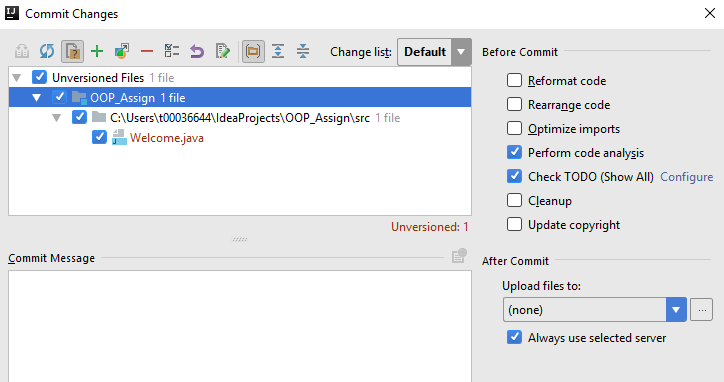 Commit Changes
Change list: Default
Unversioned Files 1 file
OOP_Assign 1 file
C:\Users\t00036644\IdeaProjects\OOP_Assign\src 1 file
Welcome.java
Unversioned: 1
Commit Message
Before Commit
Reformat code
Rearrange code
Optimize imports
Perform code analysis
Check TODO (Show All) Configure
Cleanup
Update copyright
After Commit
Upload files to:
(none) ...
Always use selected server